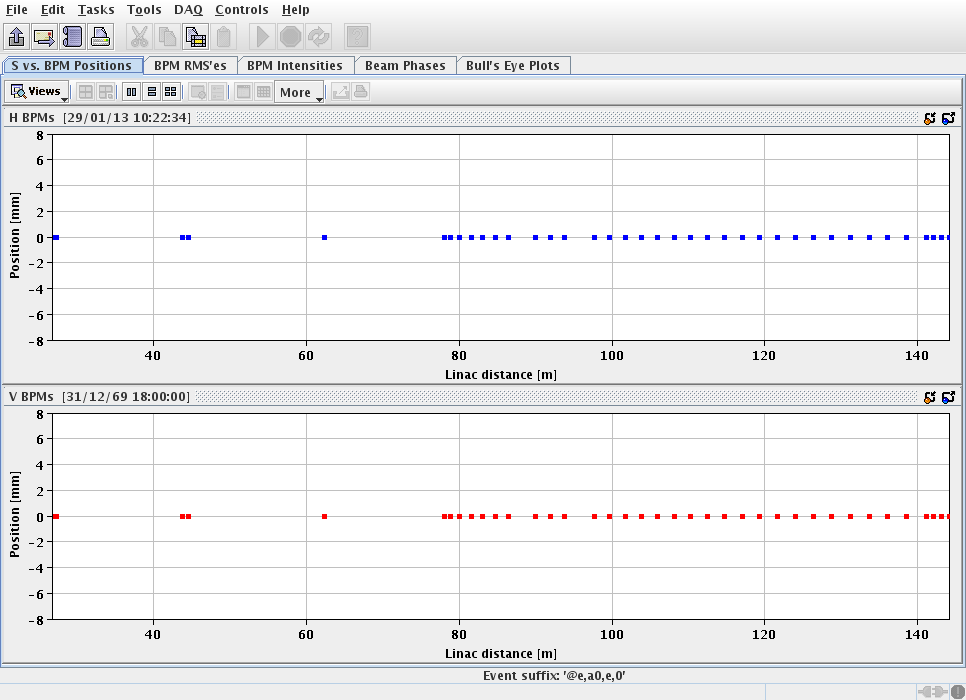 File Edit Tasks Tools DAQ Controls Help
S vs. BPM Positions BPM RMS'es BPM Intensities Beam Phases Bull's Eye Plots
Views More
H BPMs [29/01/13 10:22:34]
8
6
4
2
0
-2
-4
-6
-8
Position [mm]
40 60 80 100 120 140
Linac distance [m]
V BPMs [31/12/69 18:00:00]
8
6
4
2
0
-2
-4
-6
-8
Position [mm]
40 60 80 100 120 140
Linac distance [m]
Event suffix: '@e,a0,e,0'